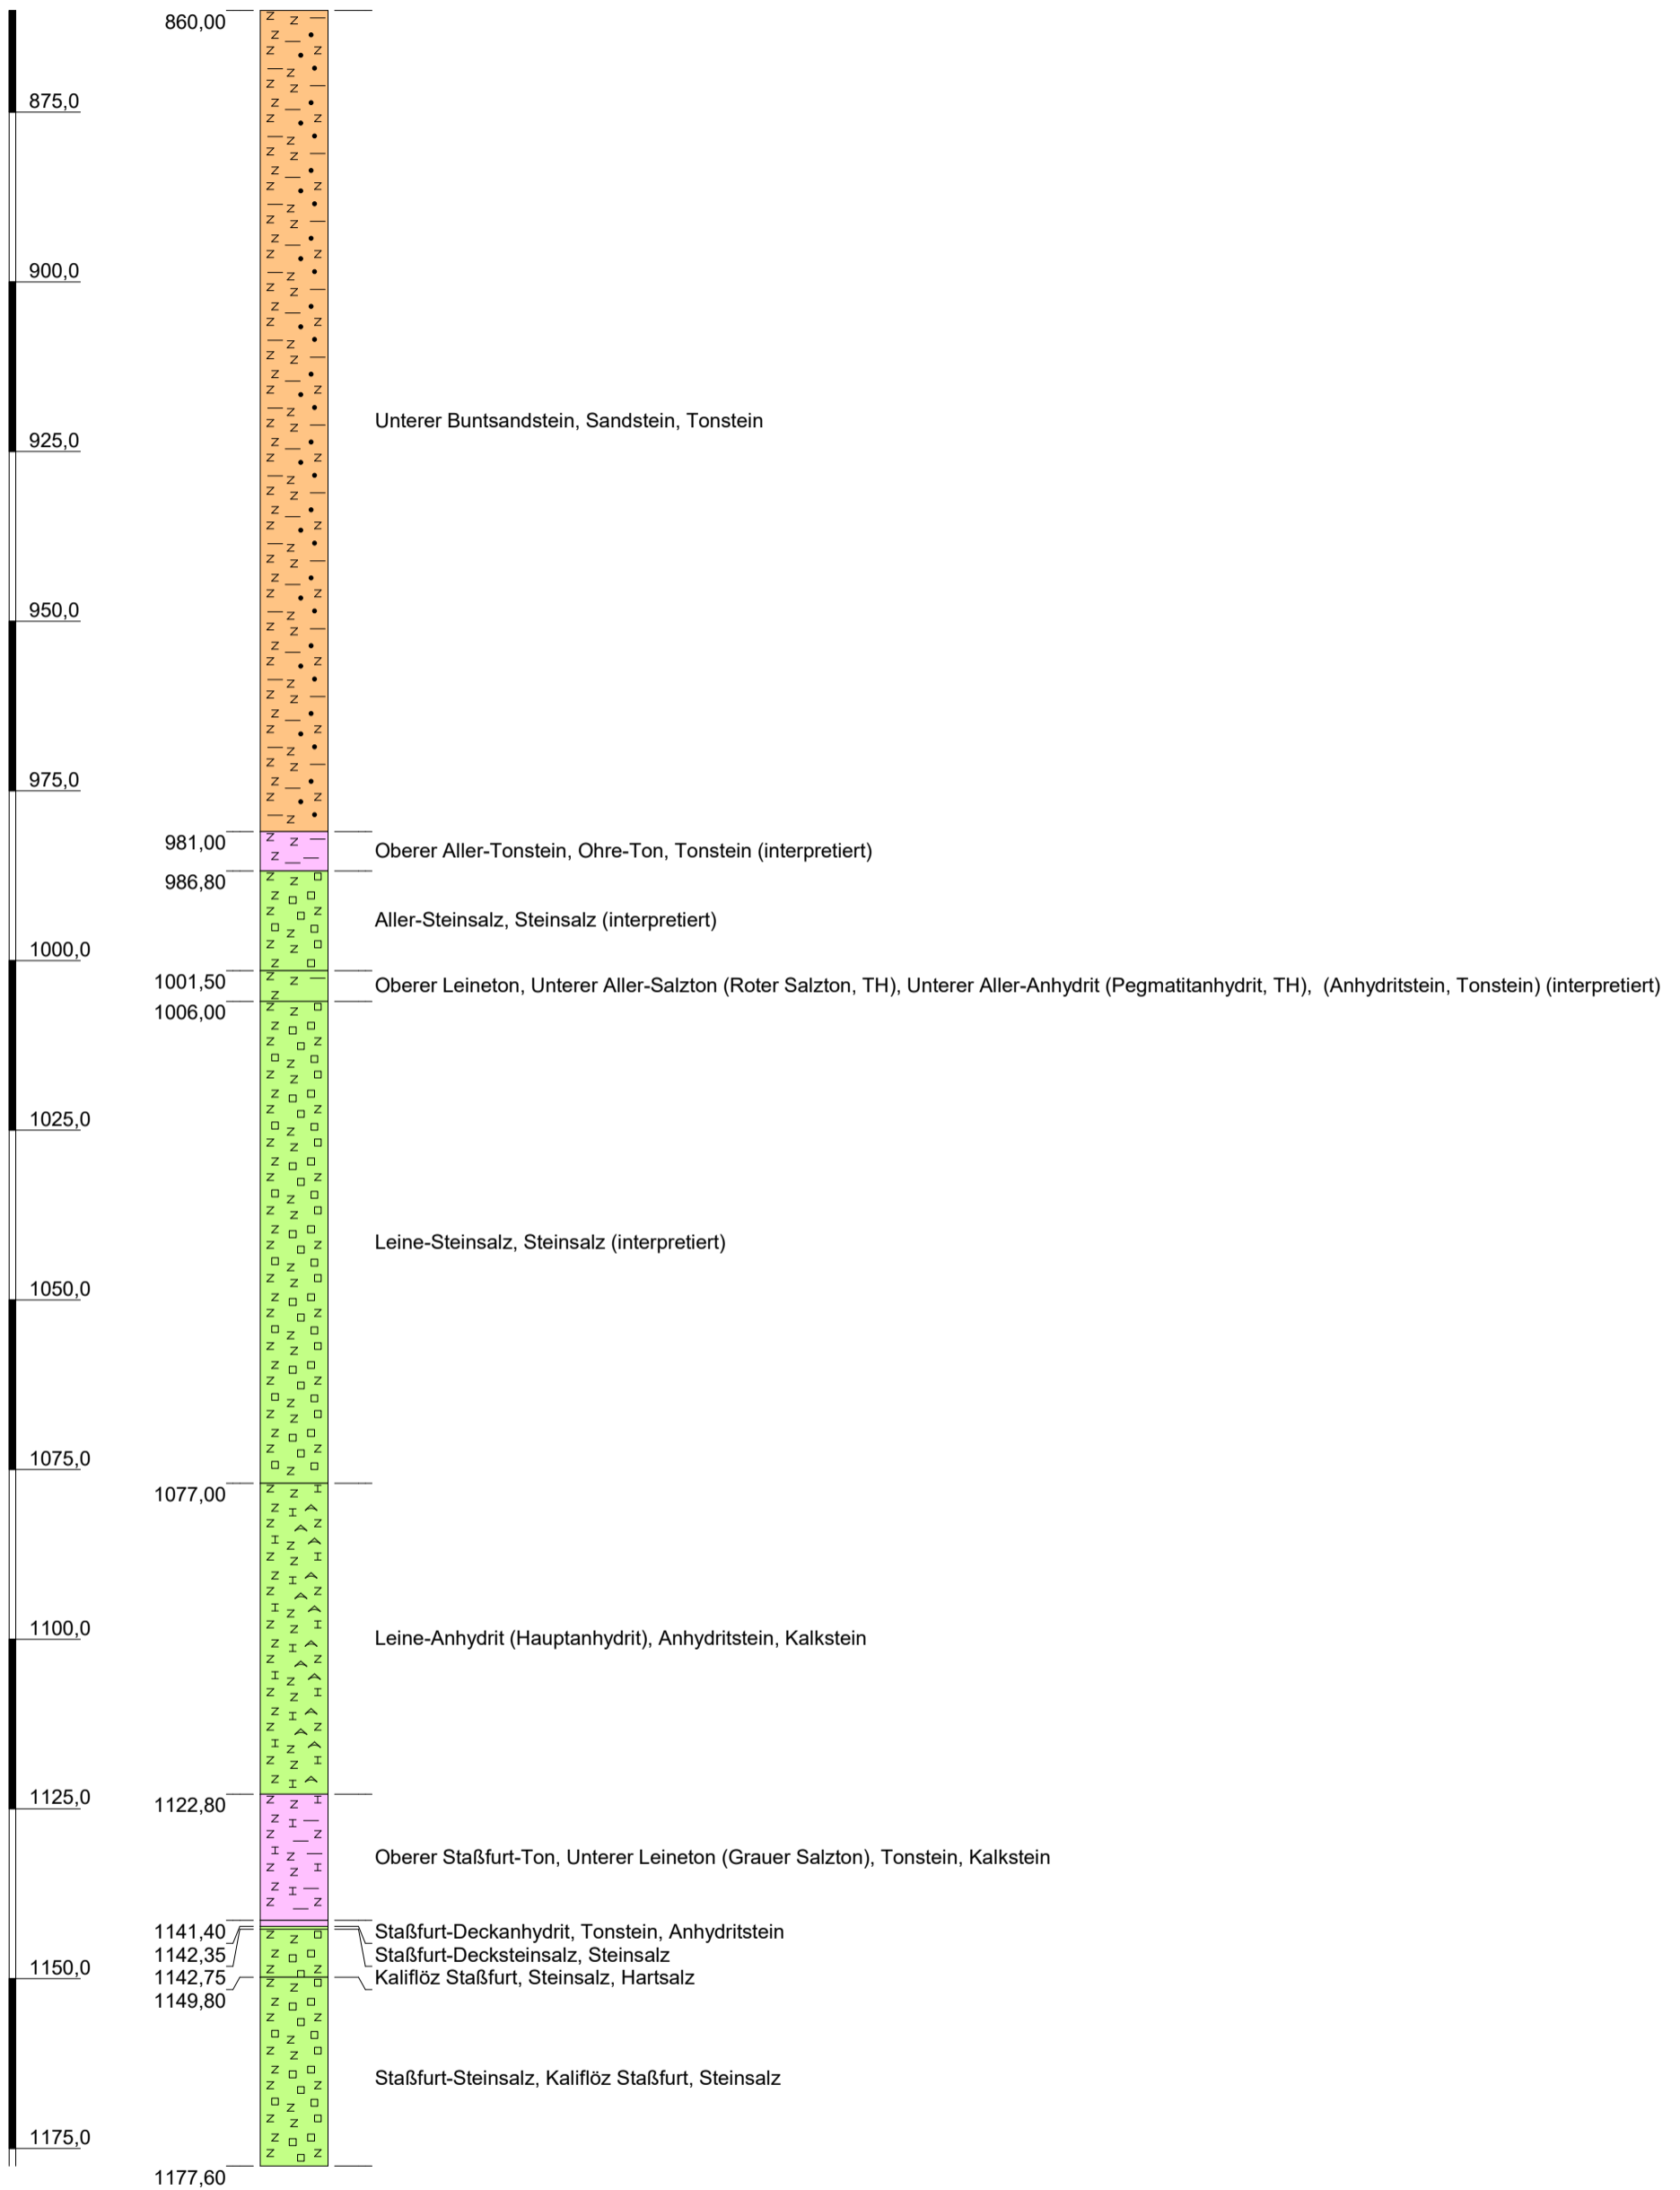 860,00
875,0
900,0
Unterer Buntsandstein, Sandstein, Tonstein
925,0
950,0
975,0
981,00
Oberer Aller-Tonstein, Ohre-Ton, Tonstein (interpretiert)
986,80
Aller-Steinsalz, Steinsalz (interpretiert)
1000,0
1001,50
Oberer Leineton, Unterer Aller-Salzton (Roter Salzton, TH), Unterer Aller-Anhydrit (Pegmatitanhydrit, TH), (Anhydritstein, Tonstein) (interpretiert)
1006,00
1025,0
Leine-Steinsalz, Steinsalz (interpretiert)
1050,0
1075,0
1077,00
1100,0
Leine-Anhydrit (Hauptanhydrit), Anhydritstein, Kalkstein
1125,0
1122,80
Oberer Staßfurt-Ton, Unterer Leineton (Grauer Salzton), Tonstein, Kalkstein
1141,40 Staßfurt-Deckanhydrit, Tonstein, Anhydritstein
1142,35 Staßfurt-Decksteinsalz, Steinsalz
1150,0
1142,75 Kaliflöz Staßfurt, Steinsalz, Hartsalz
1149,80
Staßfurt-Steinsalz, Kaliflöz Staßfurt, Steinsalz
1175,0
1177,60